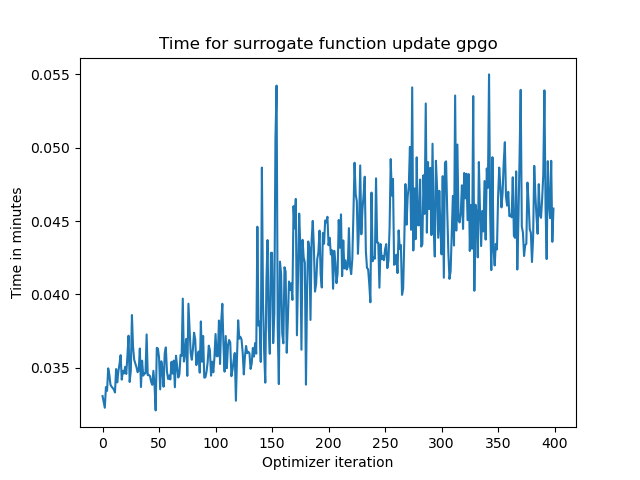 Time for surrogate function update gpgo
0.055
0.050
0.045
0.040
0.035
Time in minutes
0 50 100 150 200 250 300 350 400
Optimizer iteration